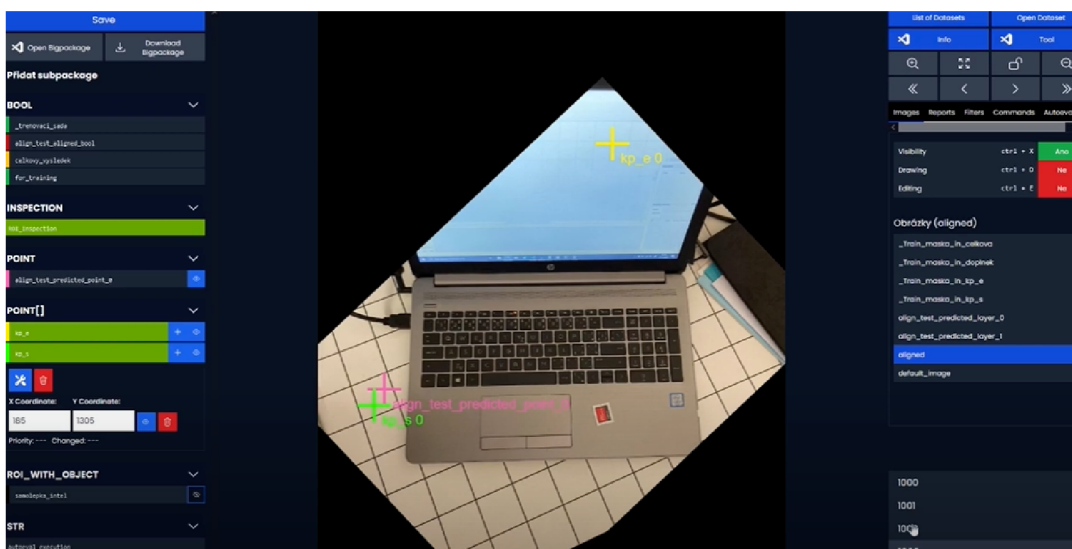 Save
Open Bigpackage
Download Bigpackage
Přidat subpackage
BOOL
_trenovaci_sada
align_test_aligned_bool
celkovy_vysledek
for_training
INSPECTION
POINT
align_test_predicted_point_e
POINT[]
kp_e
kp_s
X Coordinate: Y Coordinate:
185 1305
Priority: --- Changed: ---
ROI_WITH_OBJECT
samolepka_intel
STR
kp_e 0
align_test_predicted_point_e
kp_s 0
List of Datasets Open Dataset
Info Tool
Images Reports Filters Commands
Visibility ctrl + X Ano
Drawing ctrl + D Ne
Editing ctrl + E Ne
Obrázky (aligned)
_Train_maska_in_celkova
_Train_maska_in_doplnek
_Train_maska_in_kp_e
_Train_maska_in_kp_s
align_test_predicted_layer_0
align_test_predicted_layer_1
aligned
default_image
1000
1001